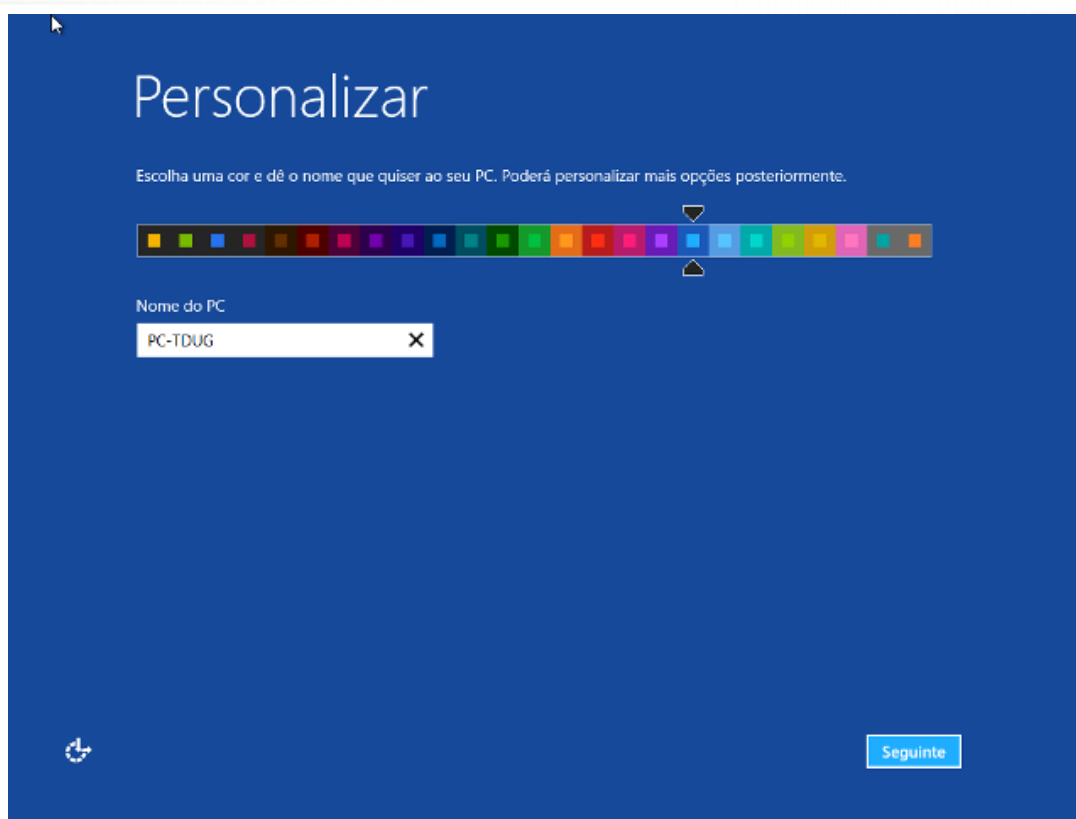 Personalizar
Escolha uma cor e dê o nome que quiser ao seu PC. Poderá personalizar mais opções posteriormente.
Nome do PC
PC-TDUG
Seguinte